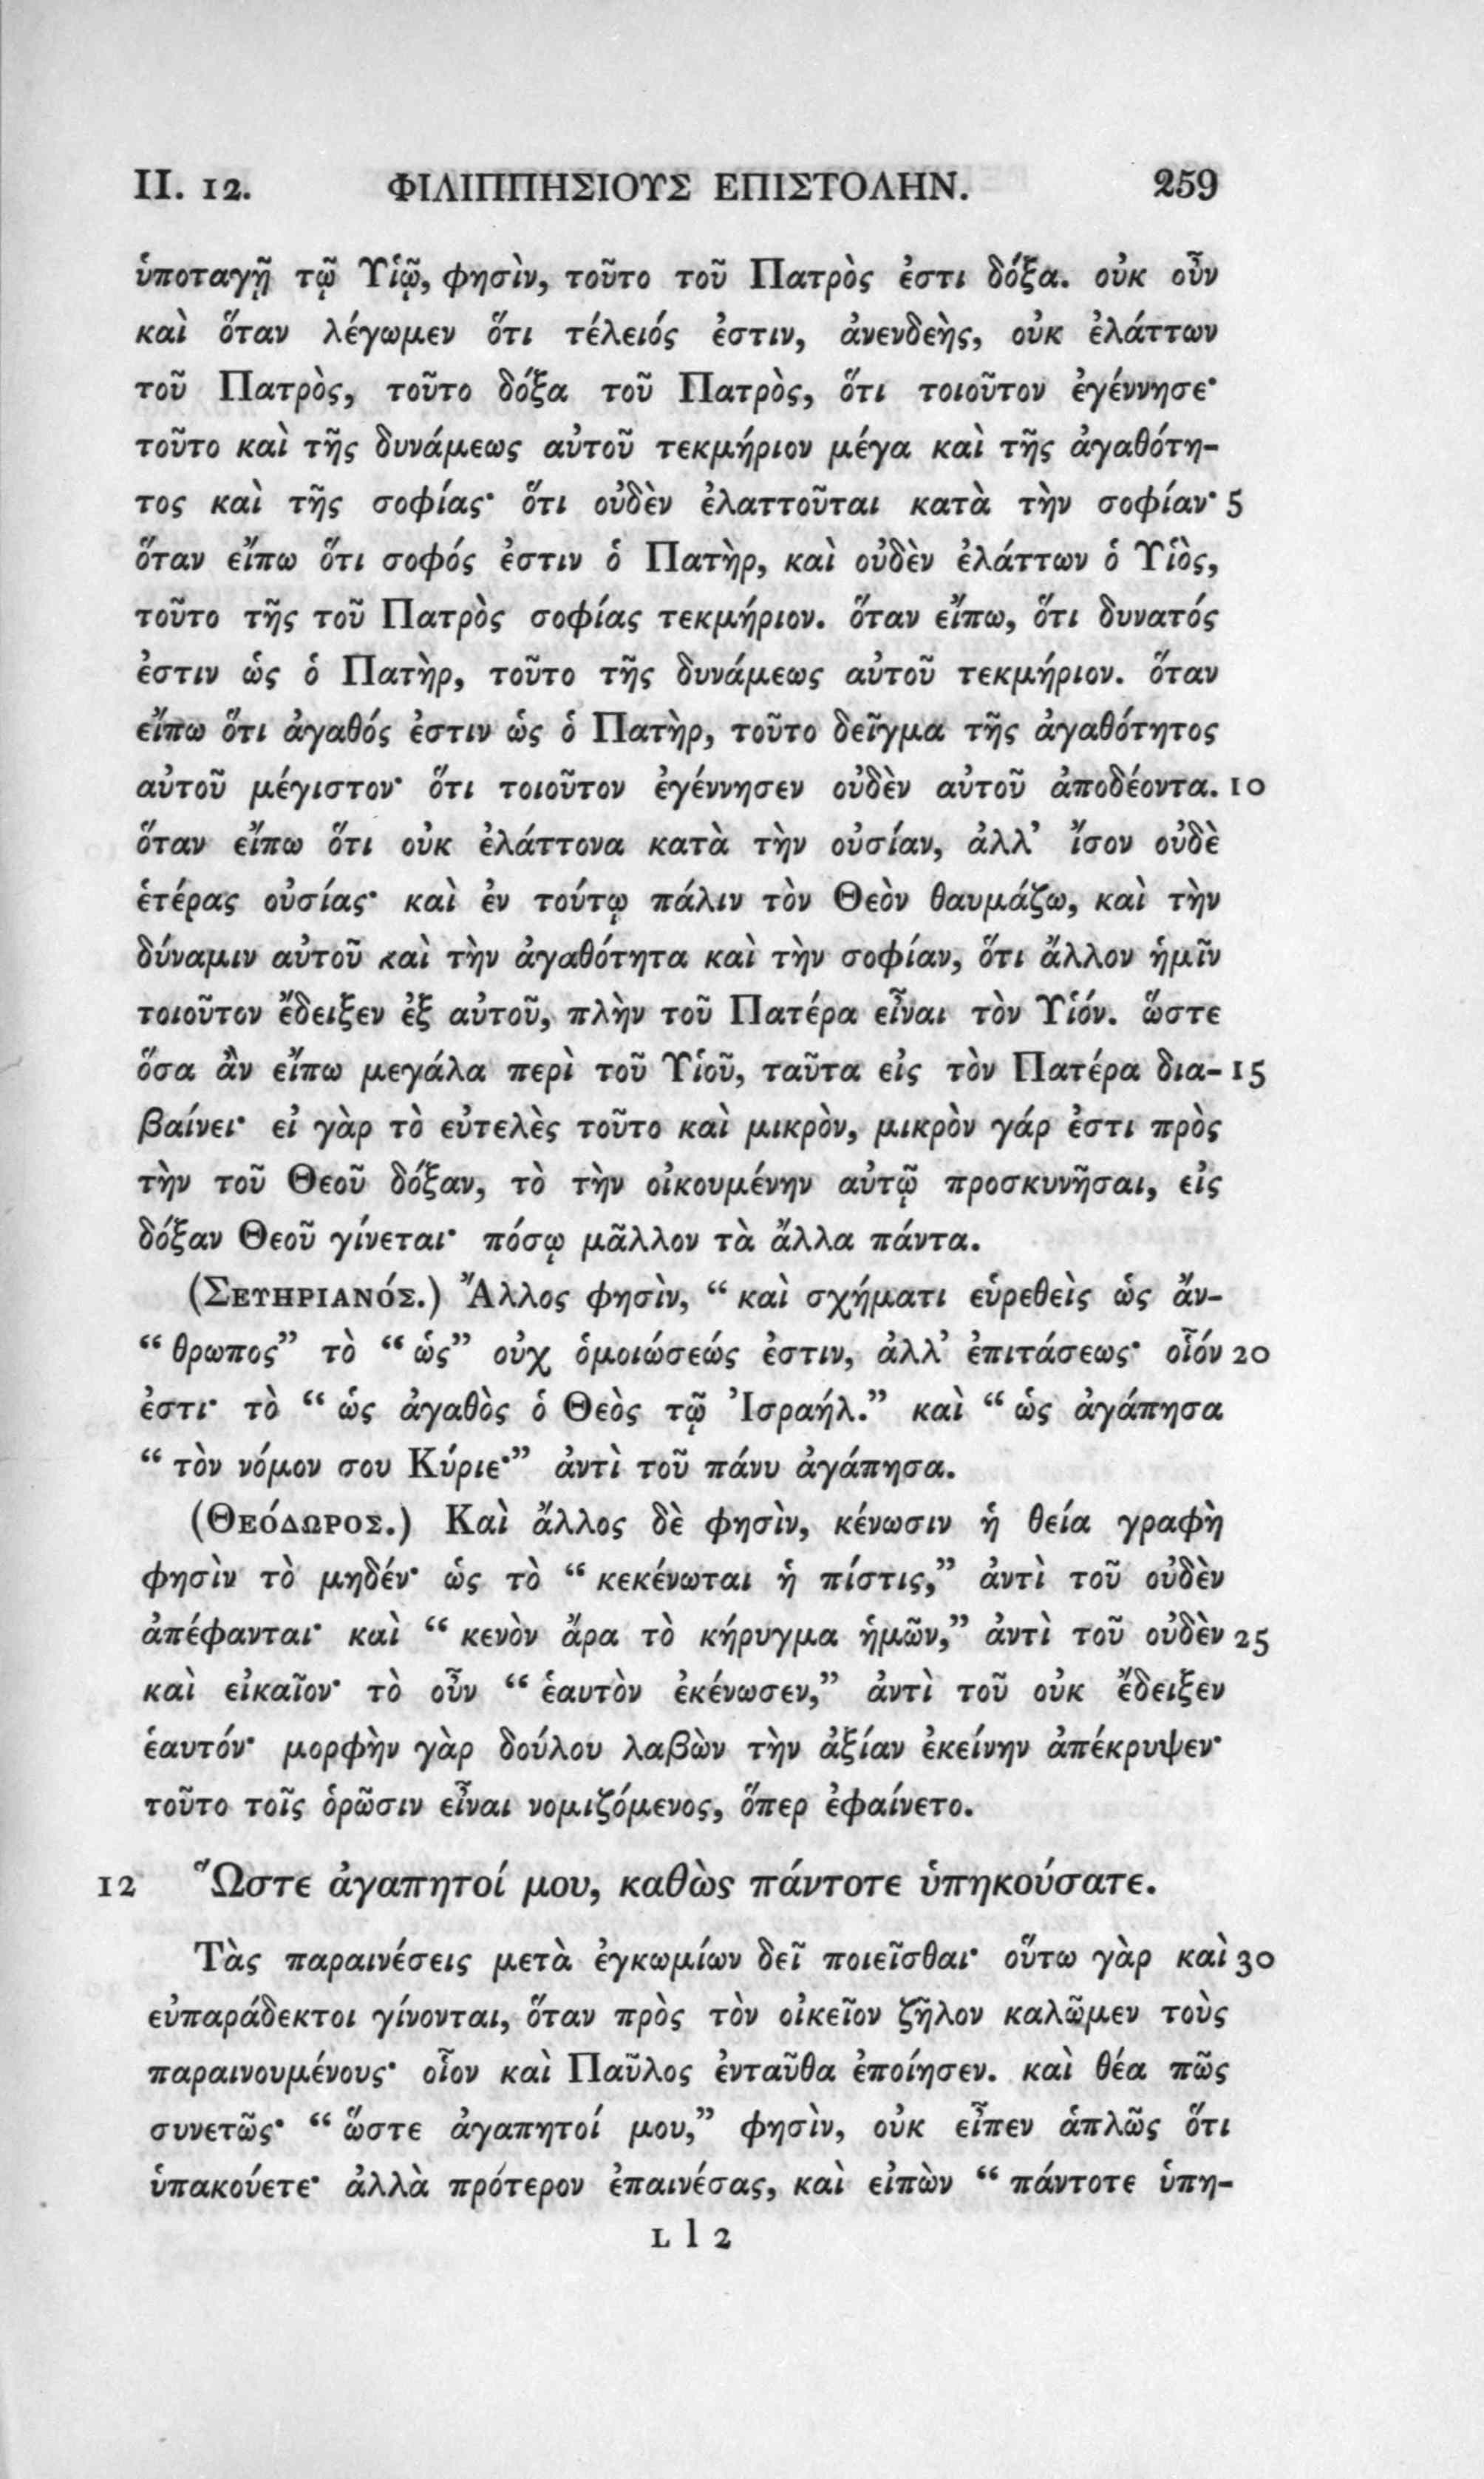 II. 12. ΦΙΛΙΠΠΗΣΙΟΥΣ ΕΠΙΣΤΟΛΗΝ. 259
ὑποταγῇ τῷ Υἱῷ, φησὶν, τοῦτο τοῦ Πατρὸς ἐστι δόξα. οὐκ οὖν
καὶ ὅταν λέγωμεν ὅτι τέλειός ἐστιν, ἀνενδεὴς, οὐκ ἐλάττων
τοῦ Πατρὸς, τοῦτο δόξα τοῦ Πατρὸς, ὅτι τοιοῦτον ἐγέννησε·
τοῦτο καὶ τῆς δυνάμεως αὐτοῦ τεκμήριον μέγα καὶ τῆς ἀγαθότη-
τος καὶ τῆς σοφίας· ὅτι οὐδὲν ἐλαττοῦται κατὰ τὴν σοφίαν· 5
ὅταν εἴπω ὅτι σοφός ἐστιν ὁ Πατὴρ, καὶ οὐδὲν ἐλάττων ὁ Υἱὸς,
τοῦτο τῆς τοῦ Πατρὸς σοφίας τεκμήριον. ὅταν εἴπω, ὅτι δυνατός
ἐστιν ὡς ὁ Πατὴρ, τοῦτο τῆς δυνάμεως αὐτοῦ τεκμήριον. ὅταν
εἴπω ὅτι ἀγαθός ἐστιν ὡς ὁ Πατὴρ, τοῦτο δεῖγμα τῆς ἀγαθότητος
αὐτοῦ μέγιστον· ὅτι τοιοῦτον ἐγέννησεν οὐδὲν αὐτοῦ ἀποδέοντα. 10
ὅταν εἴπω ὅτι οὐκ ἐλάττονα κατὰ τὴν οὐσίαν, ἀλλ’ ἴσον οὐδὲ
ἑτέρας οὐσίας· καὶ ἐν τούτῳ πάλιν τὸν Θεὸν θαυμάζω, καὶ τὴν
δύναμιν αὐτοῦ καὶ τὴν ἀγαθότητα καὶ τὴν σοφίαν, ὅτι ἄλλον ἡμῖν
τοιοῦτον ἔδειξεν ἐξ αὐτοῦ, πλὴν τοῦ Πατέρα εἶναι τὸν Υἱόν. ὥστε
ὅσα ἂν εἴπω μεγάλα περὶ τοῦ Υἱοῦ, ταῦτα εἰς τὸν Πατέρα δια- 15
βαίνει· εἰ γὰρ τὸ εὐτελὲς τοῦτο καὶ μικρὸν, μικρὸν γάρ ἐστι πρὸς
τὴν τοῦ Θεοῦ δόξαν, τὸ τὴν οἰκουμένην αὐτῷ προσκυνῆσαι, εἰς
δόξαν Θεοῦ γίνεται· πόσῳ μᾶλλον τὰ ἄλλα πάντα.
(ΣΕΥΗΡΙΑΝΌΣ.) Ἄλλος φησὶν, “ καὶ σχήματι εὑρεθεὶς ὡς ἄν-
“ θρωπος” τὸ “ ὡς” οὐχ ὁμοιώσεώς ἐστιν, ἀλλ’ ἐπιτάσεως· οἷόν 20
ἐστι· τὸ “ ὡς ἀγαθὸς ὁ Θεὸς τῷ Ἰσραήλ.” καὶ “ ὡς ἀγάπησα
“ τὸν νόμον σου Κύριε·” ἀντὶ τοῦ πάνυ ἀγάπησα.
(ΘΕΌΔΩΡΟΣ.) Καὶ ἄλλος δὲ φησὶν, κένωσιν ἡ θεία γραφὴ
φησὶν τὸ μηδέν· ὡς τὸ “ κεκένωται ἡ πίστις,” ἀντὶ τοῦ οὐδὲν
ἀπέφανται· καὶ “ κενὸν ἄρα τὸ κήρυγμα ἡμῶν,” ἀντὶ τοῦ οὐδὲν 25
καὶ εἰκαῖον· τὸ οὖν “ ἑαυτὸν ἐκένωσεν,” ἀντὶ τοῦ οὐκ ἔδειξεν
ἑαυτόν· μορφὴν γὰρ δούλου λαβὼν τὴν ἀξίαν ἐκείνην ἀπέκρυψεν·
τοῦτο τοῖς ὁρῶσιν εἶναι νομιζόμενος, ὅπερ ἐφαίνετο.
12 Ὥστε ἀγαπητοί μου, καθὼς πάντοτε ὑπηκούσατε.
Τὰς παραινέσεις μετὰ ἐγκωμίων δεῖ ποιεῖσθαι· οὕτω γὰρ καὶ 30
εὐπαράδεκτοι γίνονται, ὅταν πρὸς τὸν οἰκεῖον ζῆλον καλῶμεν τοὺς
παραινουμένους· οἷον καὶ Παῦλος ἐνταῦθα ἐποίησεν. καὶ θέα πῶς
συνετῶς· “ ὥστε ἀγαπητοί μου,” φησὶν, οὐκ εἶπεν ἁπλῶς ὅτι
ὑπακούετε· ἀλλὰ πρότερον ἐπαινέσας, καὶ εἰπὼν “ πάντοτε ὑπη-
L l 2